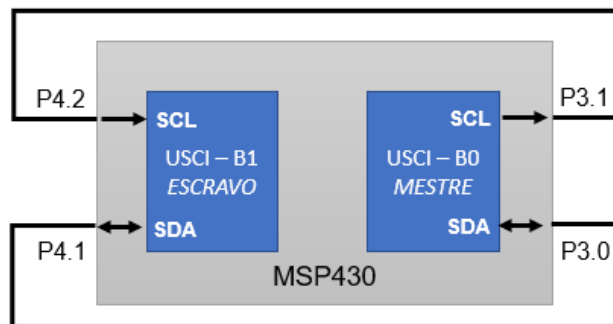 P4.2
P3.1
SCL
SCL
USCI – B1
ESCRAVO
USCI – B0
MESTRE
SDA
SDA
P4.1
P3.0
MSP430